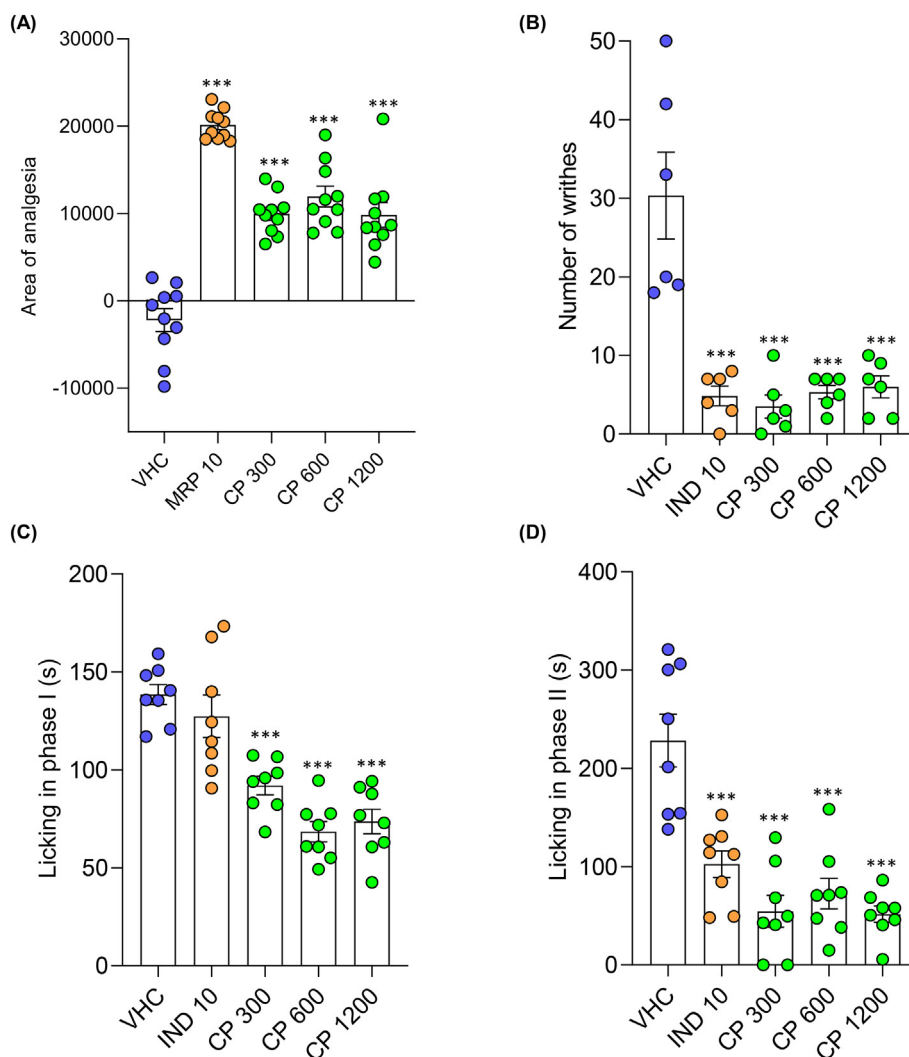 (A)
30000
20000
10000
0
-10000
Area of analgesia
***
***
***
***
VHC
MRP 10
CP 300
CP 600
CP 1200
(B)
50
40
30
20
10
0
Number of writhes
***
***
***
***
VHC
IND 10
CP 300
CP 600
CP 1200
(C)
200
150
100
50
0
Licking in phase I (s)
***
***
***
VHC
IND 10
CP 300
CP 600
CP 1200
(D)
400
300
200
100
0
Licking in phase II (s)
***
***
***
***
VHC
IND 10
CP 300
CP 600
CP 1200